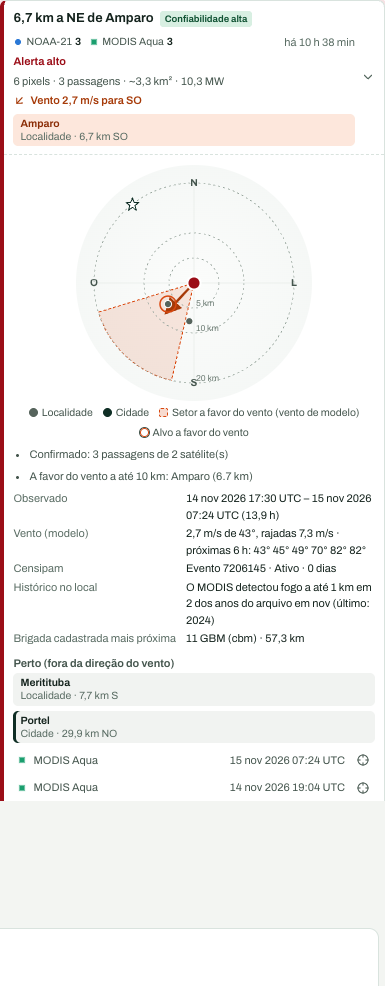 6,7 km a NE de Amparo Confiabilidade alta
NOAA-21 3 MODIS Aqua 3 há 10 h 38 min
Alerta alto
6 pixels · 3 passagens · ~3,3 km² · 10,3 MW
Vento 2,7 m/s para SO
Amparo
Localidade · 6,7 km SO
N
O
L
5 km
10 km
20 km
S
Localidade Cidade Setor a favor do vento (vento de modelo)
Alvo a favor do vento
• Confirmado: 3 passagens de 2 satélite(s)
• A favor do vento a até 10 km: Amparo (6.7 km)
Observado 14 nov 2026 17:30 UTC – 15 nov 2026
07:24 UTC (13,9 h)
Vento (modelo) 2,7 m/s de 43°, rajadas 7,3 m/s ·
próximas 6 h: 43° 45° 49° 70° 82° 82°
Censipam Evento 7206145 · Ativo · 0 dias
Histórico no local O MODIS detectou fogo a até 1 km em
2 dos anos do arquivo em nov (último:
2024)
Brigada cadastrada mais próxima 11 GBM (cbm) · 57,3 km
Perto (fora da direção do vento)
Meritituba
Localidade · 7,7 km S
Portel
Cidade · 29,9 km NO
MODIS Aqua 15 nov 2026 07:24 UTC
MODIS Aqua 14 nov 2026 19:04 UTC